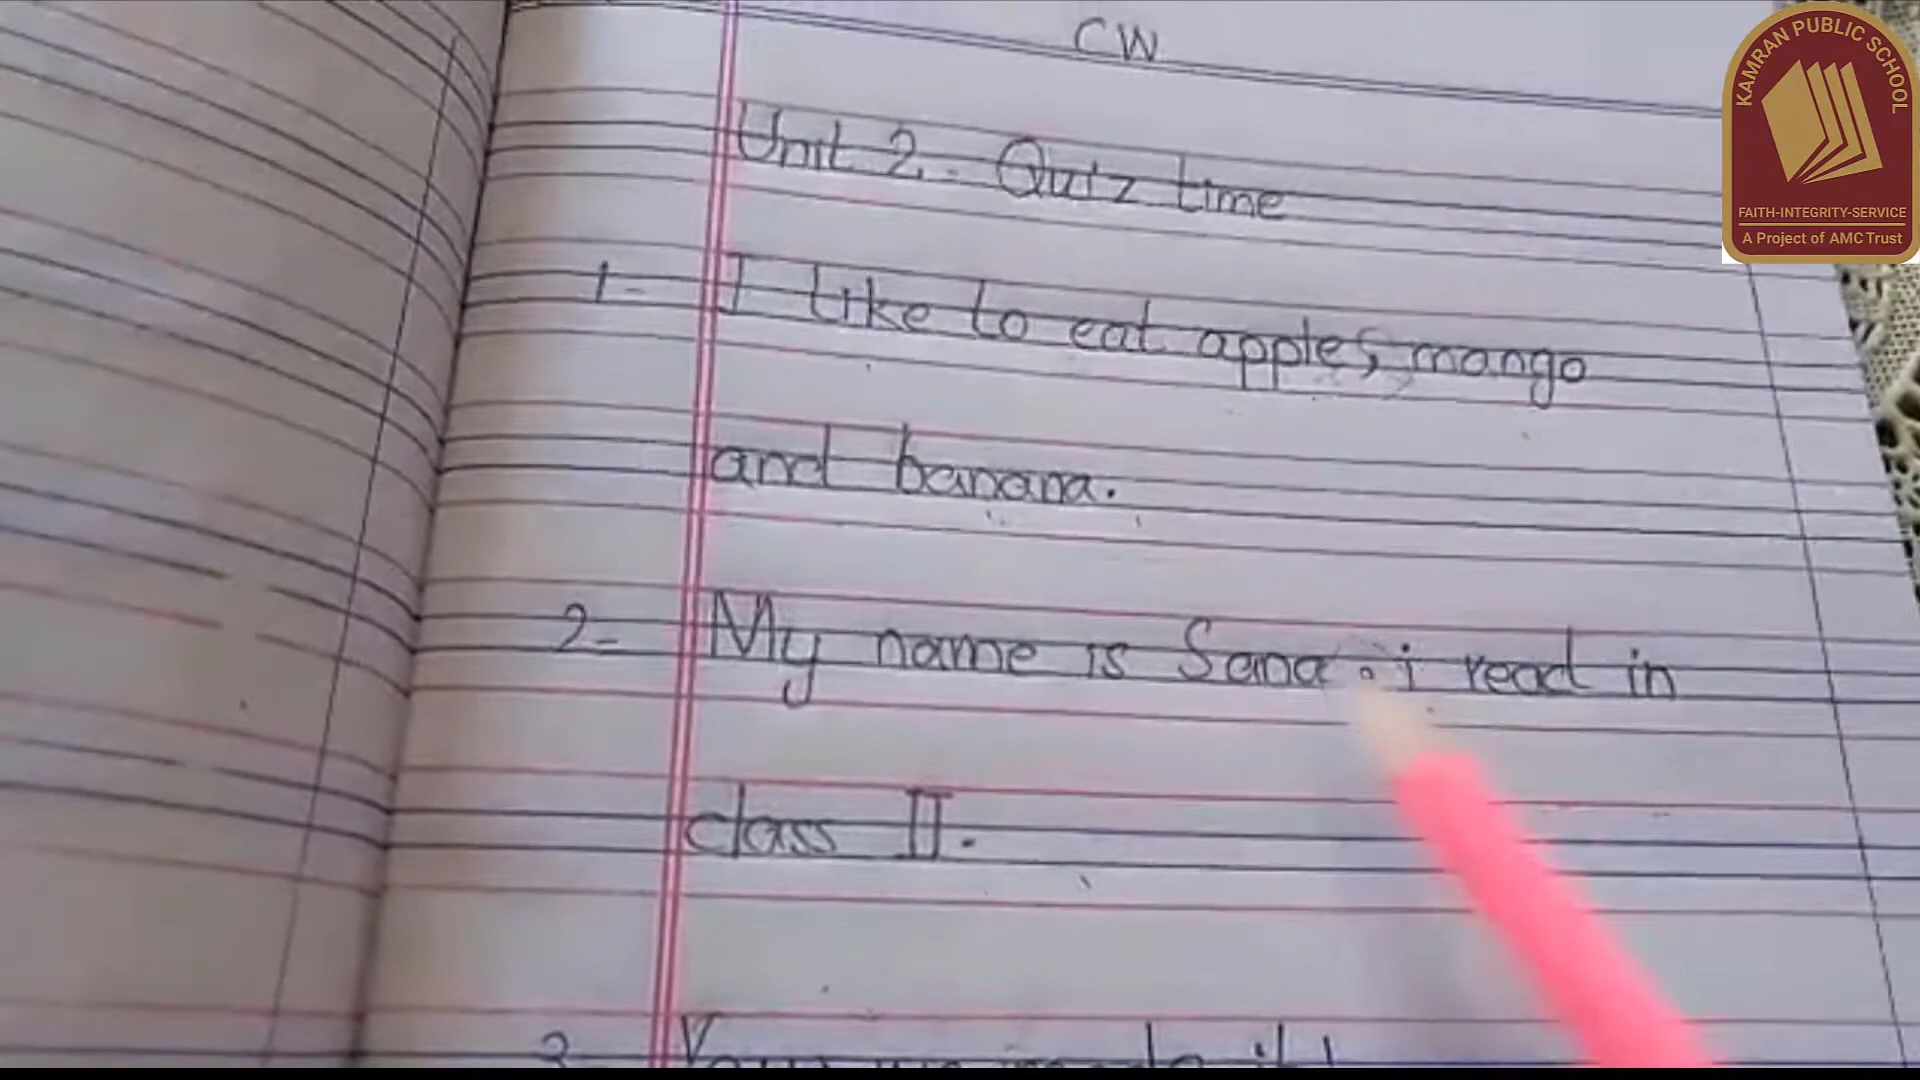 CW
KAMRAN PUBLIC SCHOOL
FAITH-INTEGRITY-SERVICE
A Project of AMC Trust
Unit 2. Quiz time
1- I like to eat apples, mango
and banana.
2- My name is Sana . i read in
class II.
3-